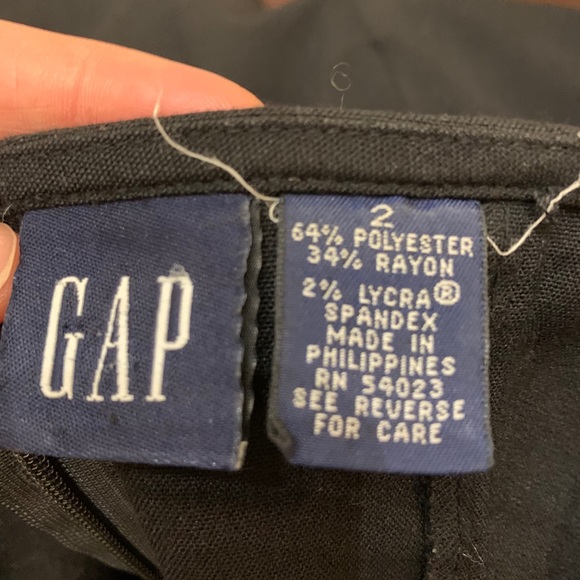 GAP
2
64% POLYESTER
34% RAYON
2% LYCRA®
SPANDEX
MADE IN
PHILIPPINES
RN 54023
SEE REVERSE
FOR CARE